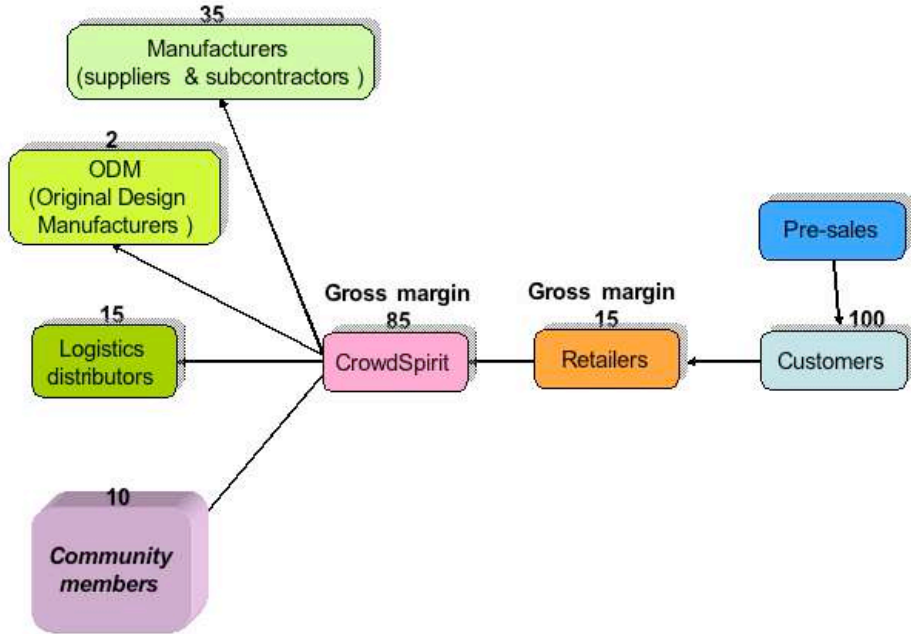 35
Manufacturers
(suppliers & subcontractors )
2
ODM
(Original Design
Manufacturers )
Pre-sales
15
Logistics
distributors
Gross margin
85
CrowdSpirit
Gross margin
15
Retailers
100
Customers
10
Community
members